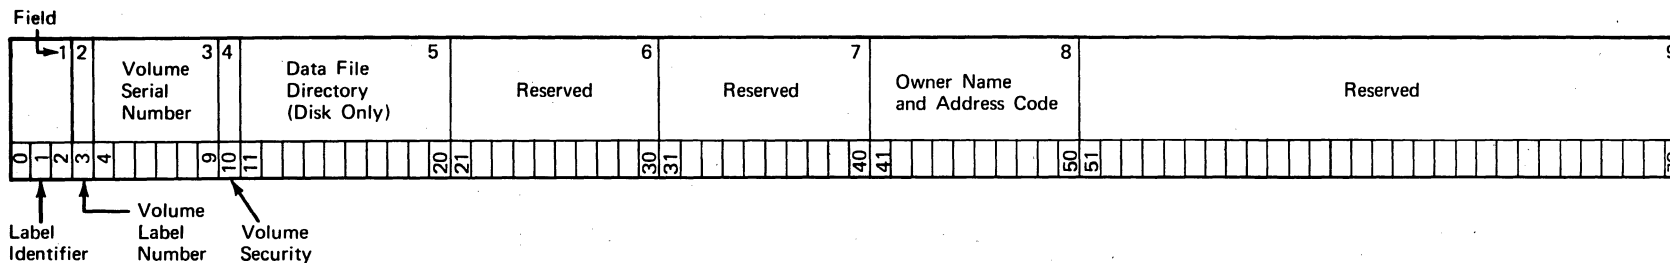 Field
1 2 3 4 5 6 7 8 9
Volume Data File
Serial Directory Reserved Reserved Owner Name Reserved
Number (Disk Only) and Address Code
0 1 2 3 4 9 10 11 20 21 30 31 40 41 50 51
Volume
Label Label Volume
Identifier Number Security